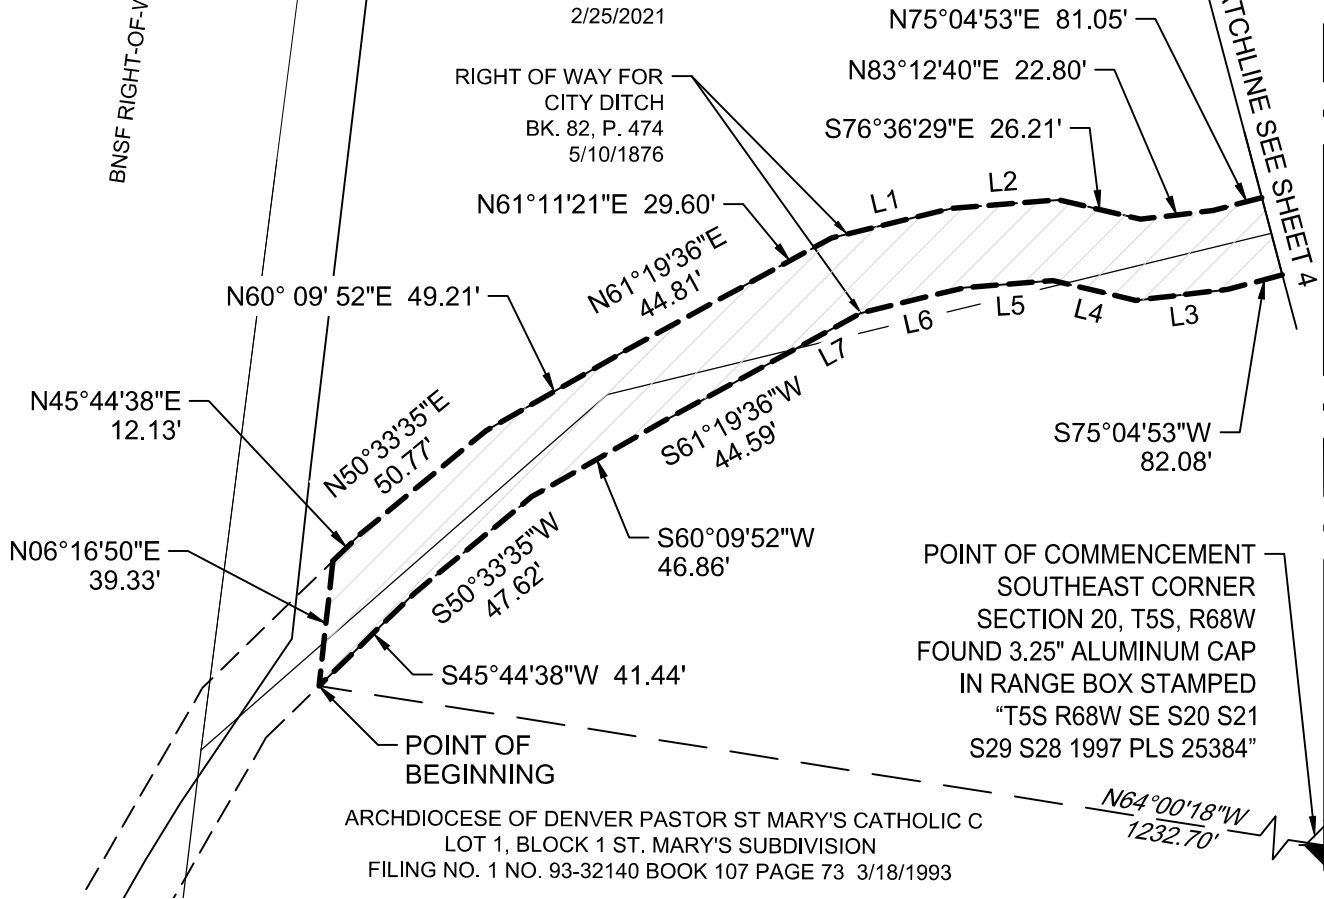 2/25/2021
N75°04'53"E 81.05'
N83°12'40"E 22.80'
S76°36'29"E 26.21'
RIGHT OF WAY FOR
CITY DITCH
BK. 82, P. 474
5/10/1876
BNSF
SEE SHEET 4
N61°11'21"E 29.60'
L1
L2
N61°19'36"E
44.81'
N60° 09' 52"E 49.21'
L7
L6
L5
L4
L3
N45°44'38"E
12.13'
N50°33'35"E
50.77'
S61°19'36"W
44.59'
S75°04'53"W
82.08'
N06°16'50"E
39.33'
S50°33'35"W
47.62'
S60°09'52"W
46.86'
S45°44'38"W 41.44'
POINT OF
BEGINNING
POINT OF COMMENCEMENT
SOUTHEAST CORNER
SECTION 20, T5S, R68W
FOUND 3.25" ALUMINUM CAP
IN RANGE BOX STAMPED
“T5S R68W SE S20 S21
S29 S28 1997 PLS 25384”
N64°00'18"W
1232.70'
ARCHDIOCESE OF DENVER PASTOR ST MARY'S CATHOLIC C
LOT 1, BLOCK 1 ST. MARY'S SUBDIVISION
FILING NO. 1 NO. 93-32140 BOOK 107 PAGE 73 3/18/1993